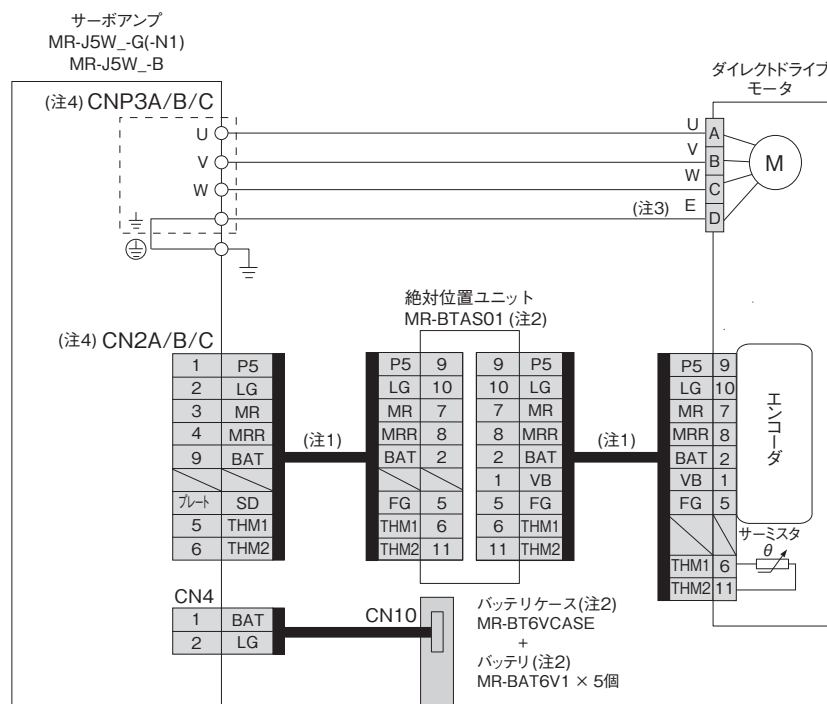 サーボアンプ
MR-J5W_-G(-N1)
MR-J5W_-B
ダイレクトドライブ
モータ
(注4) CNP3A/B/C
U
V
W
U
V
W
(注3) E
A
B
C
D
M
絶対位置ユニット
MR-BTAS01 (注2)
(注4) CN2A/B/C
1 P5
2 LG
3 MR
4 MRR
9 BAT
プレート SD
5 THM1
6 THM2
(注1)
P5 9
LG 10
MR 7
MRR 8
BAT 2
FG 5
THM1 6
THM2 11
9 P5
10 LG
7 MR
8 MRR
2 BAT
1 VB
5 FG
6 THM1
11 THM2
(注1)
P5 9
LG 10
MR 7
MRR 8
BAT 2
VB 1
FG 5
THM1 6
THM2 11
エンコーダ
サーミスタ
θ
CN4
1 BAT
2 LG
CN10
バッテリケース(注2)
MR-BT6VCASE
+
バッテリ(注2)
MR-BAT6V1 × 5個